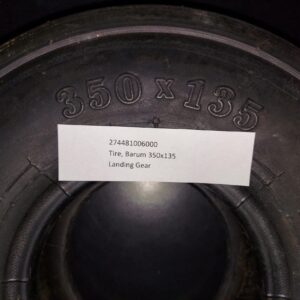 350 x 135
274481006000
Tire, Barum 350x135
Landing Gear